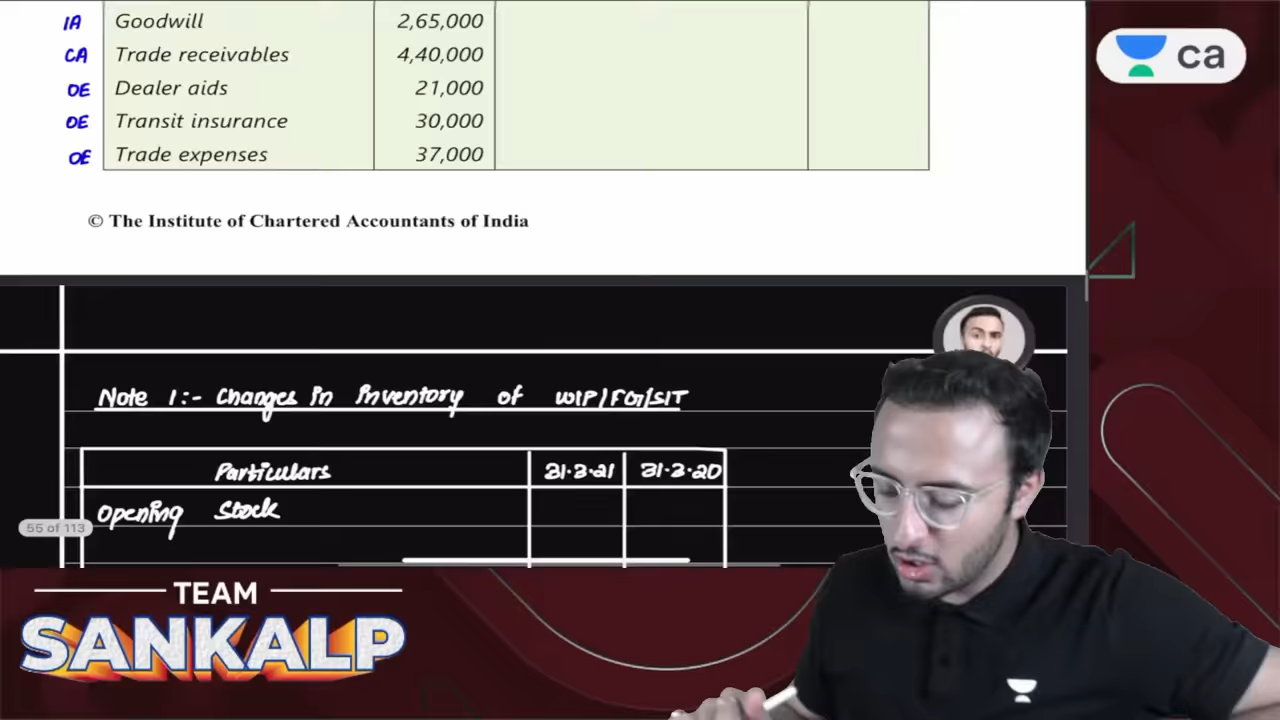 IA Goodwill 2,65,000
CA Trade receivables 4,40,000
OE Dealer aids 21,000
OE Transit insurance 30,000
OE Trade expenses 37,000
© The Institute of Chartered Accountants of India
ca
Note 1:- Changes in inventory of WIP/FG/SIT
Particulars 31.3.21 31.3.20
Opening Stock
55 of 113
TEAM
SANKALP